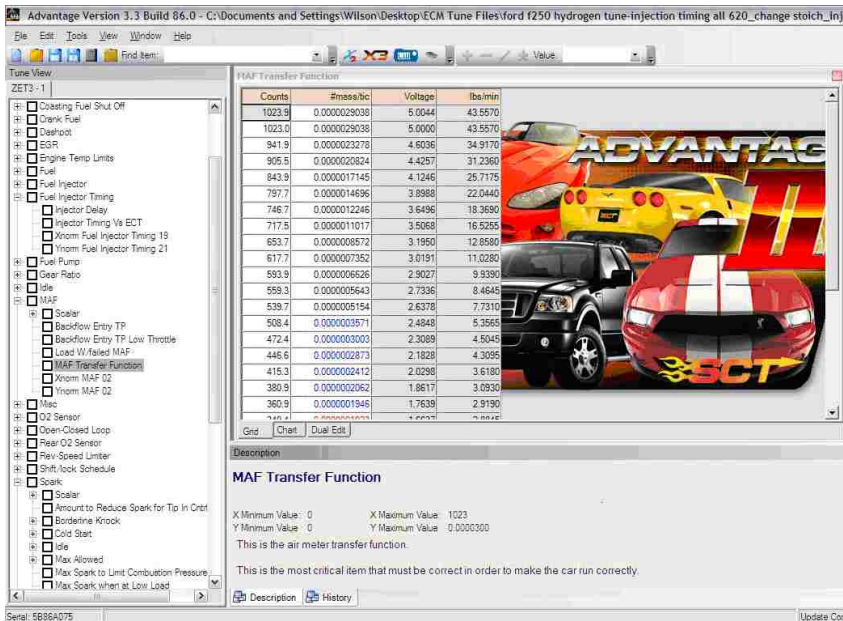 Advantage Version 3.3 Build 86.0 - C:\Documents and Settings\Wilson\Desktop\ECM Tune Files\ford f250 hydrogen tune-injection timing all 620_change stoich_inj
File Edit Tools View Window Help
Find Item: X3 Value:
Tune View
ZET3 - 1
Coasting Fuel Shut Off
Crank Fuel
Dashpot
EGR
Engine Temp Limits
Fuel
Fuel Injector
Fuel Injector Timing
Injector Delay
Injector Timing Vs ECT
Xnorm Fuel Injector Timing 19
Ynorm Fuel Injector Timing 21
Fuel Pump
Gear Ratio
Idle
MAF
Scalar
Backflow Entry TP
Backflow Entry TP Low Throttle
Load W/failed MAF
MAF Transfer Function
Xnorm MAF 02
Ynorm MAF 02
Misc
O2 Sensor
Open-Closed Loop
Rear O2 Sensor
Rev-Speed Limiter
Shift/lock Schedule
Spark
Scalar
Amount to Reduce Spark for Tip In Cntrl
Borderline Knock
Cold Start
Idle
Max Allowed
Max Spark to Limit Combustion Pressure
Max Spark when at Low Load
MAF Transfer Function
Counts #mass/tic Voltage lbs/min
1023.9 0.0000029038 5.0044 43.5570
1023.0 0.0000029038 5.0000 43.5570
941.9 0.0000023278 4.6036 34.9170
905.5 0.0000020824 4.4257 31.2360
843.9 0.0000017145 4.1246 25.7175
797.7 0.0000014696 3.8988 22.0440
746.7 0.0000012246 3.6496 18.3690
717.5 0.0000011017 3.5068 16.5255
653.7 0.0000008572 3.1950 12.8580
617.7 0.0000007352 3.0191 11.0280
593.9 0.0000006626 2.9027 9.9390
559.3 0.0000005643 2.7336 8.4645
539.7 0.0000005154 2.6378 7.7310
508.4 0.0000003571 2.4848 5.3565
472.4 0.0000003003 2.3089 4.5045
446.6 0.0000002873 2.1828 4.3095
415.3 0.0000002412 2.0298 3.6180
380.9 0.0000002062 1.8617 3.0930
360.9 0.0000001946 1.7639 2.9190
ADVANTAG
III
SCT
Grid Chart Dual Edit
Description
MAF Transfer Function
X Minimum Value: 0 X Maximum Value: 1023
Y Minimum Value 0 Y Maximum Value 0.0000300
This is the air meter transfer function.
This is the most critical item that must be correct in order to make the car run correctly.
Description History
Serial: 5B86A075 Update Con